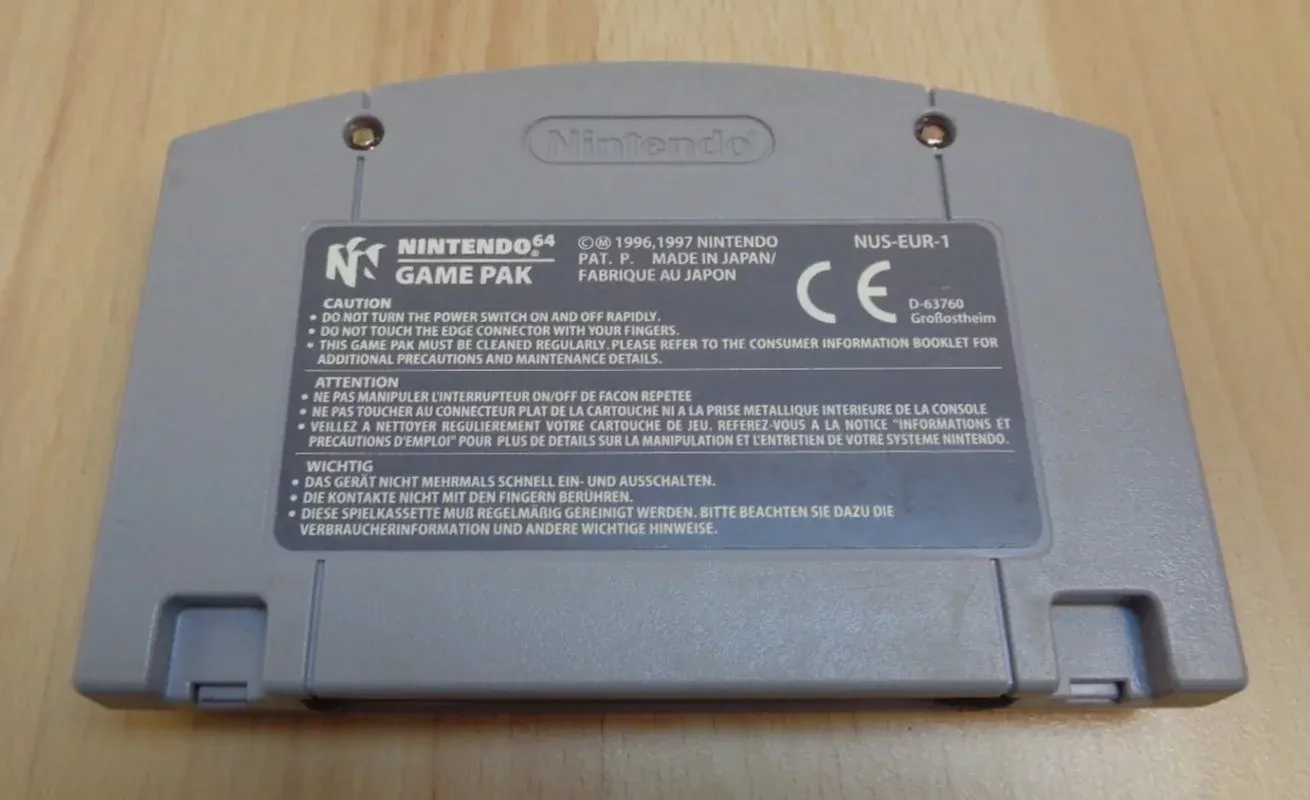 Nintendo®
NINTENDO64®
GAME PAK
©Ⓜ 1996,1997 NINTENDO
PAT. P. MADE IN JAPAN/
FABRIQUE AU JAPON
NUS-EUR-1
CE
D-63760
Großostheim
CAUTION
• DO NOT TURN THE POWER SWITCH ON AND OFF RAPIDLY.
• DO NOT TOUCH THE EDGE CONNECTOR WITH YOUR FINGERS.
• THIS GAME PAK MUST BE CLEANED REGULARLY. PLEASE REFER TO THE CONSUMER INFORMATION BOOKLET FOR
ADDITIONAL PRECAUTIONS AND MAINTENANCE DETAILS.
ATTENTION
• NE PAS MANIPULER L'INTERRUPTEUR ON/OFF DE FACON REPETEE
• NE PAS TOUCHER AU CONNECTEUR PLAT DE LA CARTOUCHE NI A LA PRISE METALLIQUE INTERIEURE DE LA CONSOLE
• VEILLEZ A NETTOYER REGULIEREMENT VOTRE CARTOUCHE DE JEU. REFEREZ-VOUS A LA NOTICE "INFORMATIONS ET
PRECAUTIONS D'EMPLOI" POUR PLUS DE DETAILS SUR LA MANIPULATION ET L'ENTRETIEN DE VOTRE SYSTEME NINTENDO.
WICHTIG
• DAS GERÄT NICHT MEHRMALS SCHNELL EIN- UND AUSSCHALTEN.
• DIE KONTAKTE NICHT MIT DEN FINGERN BERÜHREN.
• DIESE SPIELKASSETTE MUß REGELMÄßIG GEREINIGT WERDEN. BITTE BEACHTEN SIE DAZU DIE
VERBRAUCHERINFORMATION UND ANDERE WICHTIGE HINWEISE.